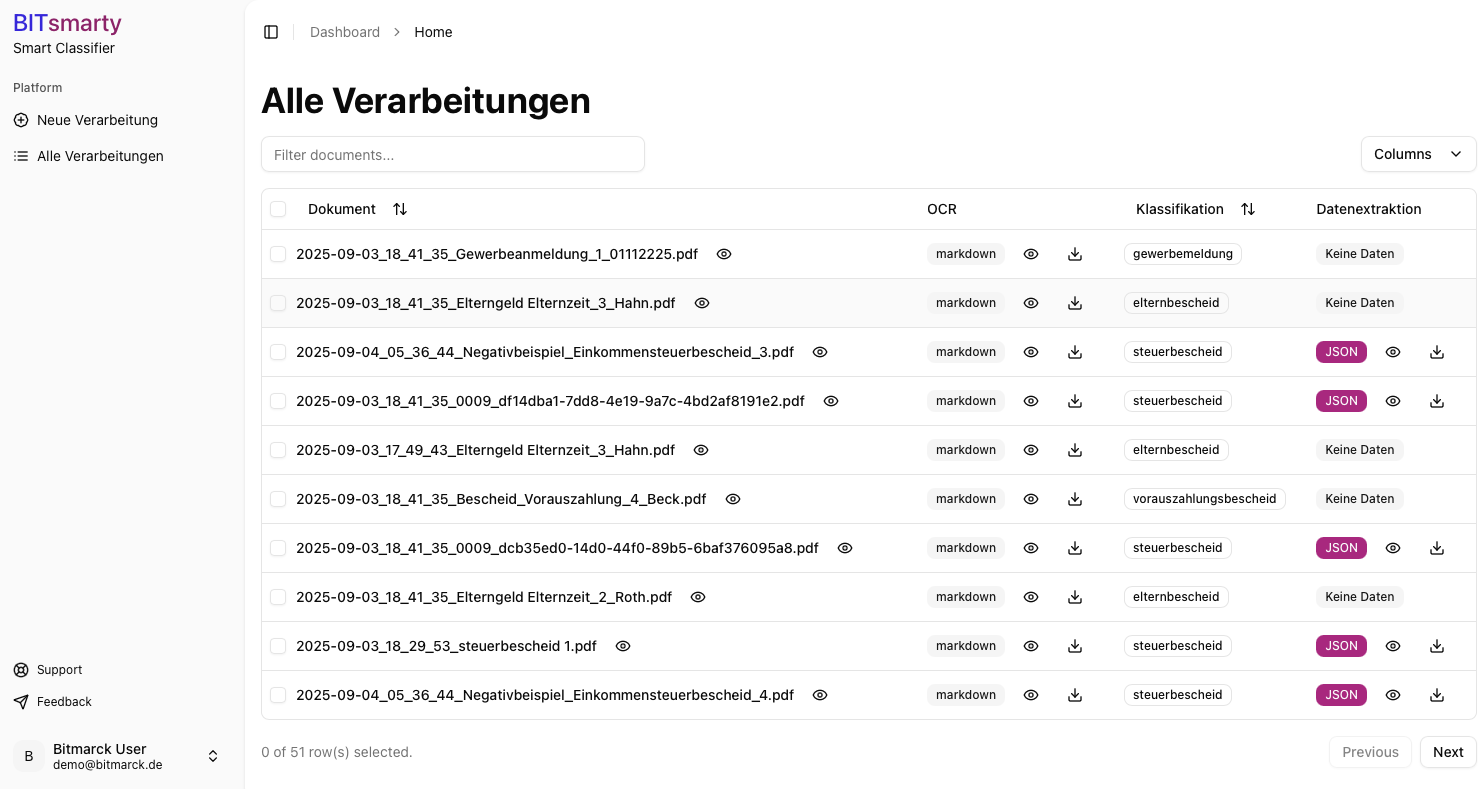 BITsmarty
Smart Classifier
Platform
Neue Verarbeitung
Alle Verarbeitungen
Support
Feedback
B
Bitmarck User
demo@bitmarck.de
Dashboard > Home
Alle Verarbeitungen
Filter documents...
Columns
Dokument OCR Klassifikation Datenextraktion
2025-09-03_18_41_35_Gewerbeanmeldung_1_01112225.pdf markdown gewerbemeldung Keine Daten
2025-09-03_18_41_35_Elterngeld Elternzeit_3_Hahn.pdf markdown elternbescheid Keine Daten
2025-09-04_05_36_44_Negativbeispiel_Einkommensteuerbescheid_3.pdf markdown steuerbescheid JSON
2025-09-03_18_41_35_0009_df14dba1-7dd8-4e19-9a7c-4bd2af8191e2.pdf markdown steuerbescheid JSON
2025-09-03_17_49_43_Elterngeld Elternzeit_3_Hahn.pdf markdown elternbescheid Keine Daten
2025-09-03_18_41_35_Bescheid_Vorauszahlung_4_Beck.pdf markdown vorauszahlungsbescheid Keine Daten
2025-09-03_18_41_35_0009_dcb35ed0-14d0-44f0-89b5-6baf376095a8.pdf markdown steuerbescheid JSON
2025-09-03_18_41_35_Elterngeld Elternzeit_2_Roth.pdf markdown elternbescheid Keine Daten
2025-09-03_18_29_53_steuerbescheid 1.pdf markdown steuerbescheid JSON
2025-09-04_05_36_44_Negativbeispiel_Einkommensteuerbescheid_4.pdf markdown steuerbescheid JSON
0 of 51 row(s) selected.
Previous Next